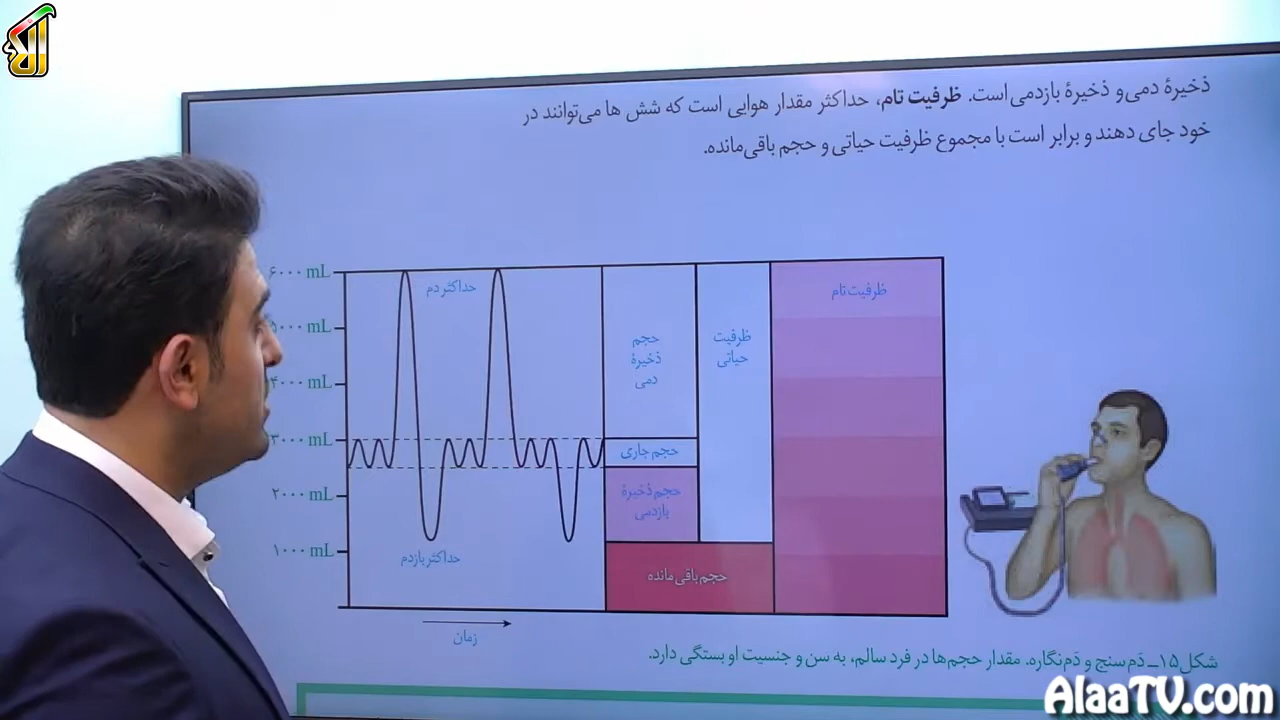 ذخیرهٔ دمی و ذخیرهٔ بازدمی است. ظرفیت تام، حداکثر مقدار هوایی است که شش ها می‌توانند در
خود جای دهند و برابر است با مجموع ظرفیت حیاتی و حجم باقی‌مانده.
۶۰۰۰ mL
۵۰۰۰ mL
۴۰۰۰ mL
۳۰۰۰ mL
۲۰۰۰ mL
۱۰۰۰ mL
حداکثر دم
حداکثر بازدم
زمان
حجم
ذخیرهٔ
دمی
حجم جاری
حجم ذخیرهٔ
بازدمی
حجم باقی مانده
ظرفیت
حیاتی
ظرفیت تام
شکل ۱۵ــ دَم‌سنج و دَم‌نگاره. مقدار حجم‌ها در فرد سالم، به سن و جنسیت او بستگی دارد.
AlaaTV.com